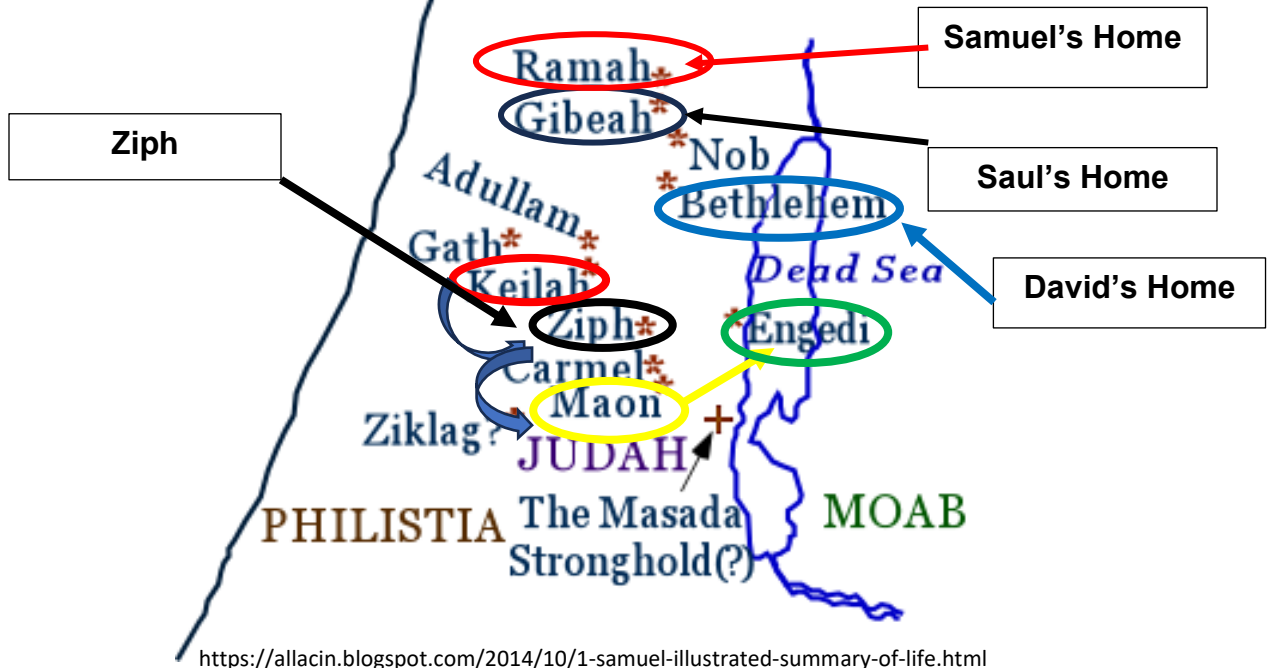 Samuel’s Home
Ramah
Gibeah
Ziph
Nob
Saul’s Home
Adullam
Bethlehem
Gath
Dead Sea
Keilah
David’s Home
Ziph
Engedi
Carmel
Maon
Ziklag?
JUDAH
PHILISTIA
The Masada
Stronghold(?)
MOAB
https://allacin.blogspot.com/2014/10/1-samuel-illustrated-summary-of-life.html